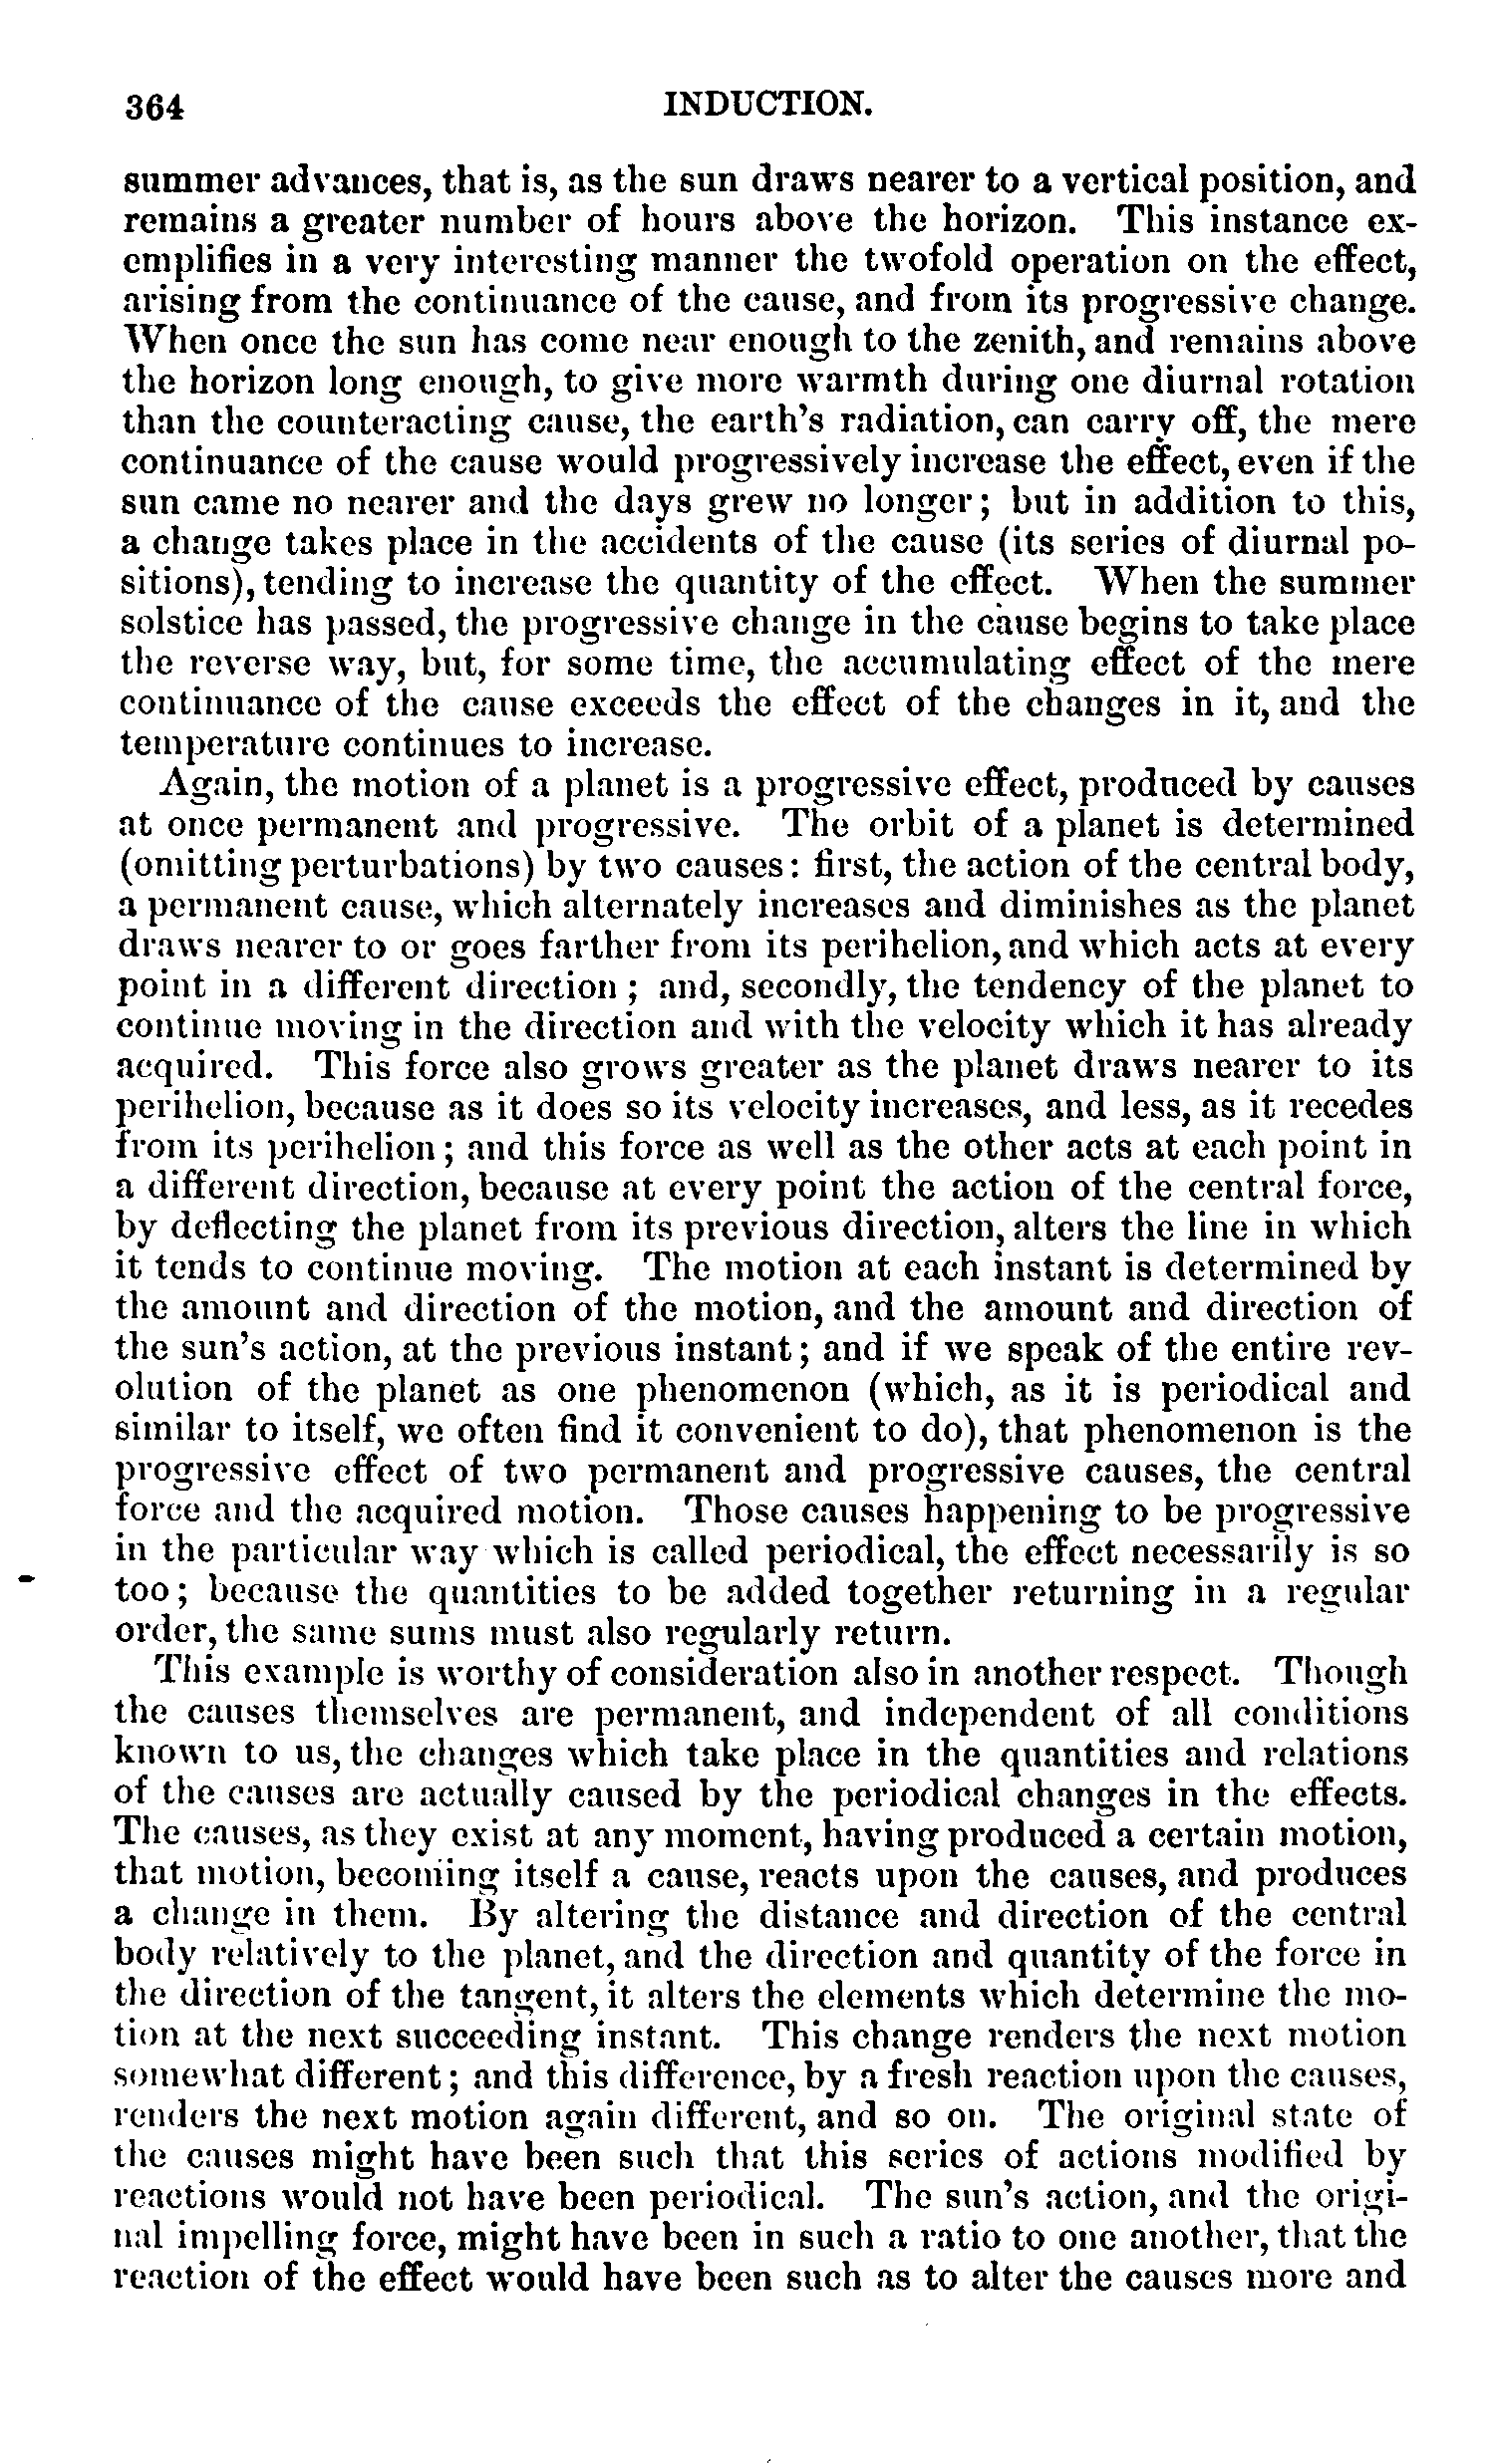 364 INDUCTION.
summer advances, that is, as the sun draws nearer to a vertical position, and
remains a greater number of hours above the horizon. This instance ex-
emplifies in a very interesting manner the twofold operation on the effect,
arising from the continuance of the cause, and from its progressive change.
When once the sun has come near enough to the zenith, and remains above
the horizon long enough, to give more warmth during one diurnal rotation
than the counteracting cause, the earth's radiation, can carry off, the mere
continuance of the cause would progressively increase the effect, even if the
sun came no nearer and the days grew no longer; but in addition to this,
a change takes place in the accidents of the cause (its series of diurnal po-
sitions), tending to increase the quantity of the effect. When the summer
solstice has passed, the progressive change in the cause begins to take place
the reverse way, but, for some time, the accumulating effect of the mere
continuance of the cause exceeds the effect of the changes in it, and the
temperature continues to increase.
Again, the motion of a planet is a progressive effect, produced by causes
at once permanent and progressive. The orbit of a planet is determined
(omitting perturbations) by two causes: first, the action of the central body,
a permanent cause, which alternately increases and diminishes as the planet
draws nearer to or goes farther from its perihelion, and which acts at every
point in a different direction; and, secondly, the tendency of the planet to
continue moving in the direction and with the velocity which it has already
acquired. This force also grows greater as the planet draws nearer to its
perihelion, because as it does so its velocity increases, and less, as it recedes
from its perihelion; and this force as well as the other acts at each point in
a different direction, because at every point the action of the central force,
by deflecting the planet from its previous direction, alters the line in which
it tends to continue moving. The motion at each instant is determined by
the amount and direction of the motion, and the amount and direction of
the sun's action, at the previous instant; and if we speak of the entire rev-
olution of the planet as one phenomenon (which, as it is periodical and
similar to itself, we often find it convenient to do), that phenomenon is the
progressive effect of two permanent and progressive causes, the central
force and the acquired motion. Those causes happening to be progressive
in the particular way which is called periodical, the effect necessarily is so
too; because the quantities to be added together returning in a regular
order, the same sums must also regularly return.
This example is worthy of consideration also in another respect. Though
the causes themselves are permanent, and independent of all conditions
known to us, the changes which take place in the quantities and relations
of the causes are actually caused by the periodical changes in the effects.
The causes, as they exist at any moment, having produced a certain motion,
that motion, becoming itself a cause, reacts upon the causes, and produces
a change in them. By altering the distance and direction of the central
body relatively to the planet, and the direction and quantity of the force in
the direction of the tangent, it alters the elements which determine the mo-
tion at the next succeeding instant. This change renders the next motion
somewhat different; and this difference, by a fresh reaction upon the causes,
renders the next motion again different, and so on. The original state of
the causes might have been such that this series of actions modified by
reactions would not have been periodical. The sun's action, and the origi-
nal impelling force, might have been in such a ratio to one another, that the
reaction of the effect would have been such as to alter the causes more and